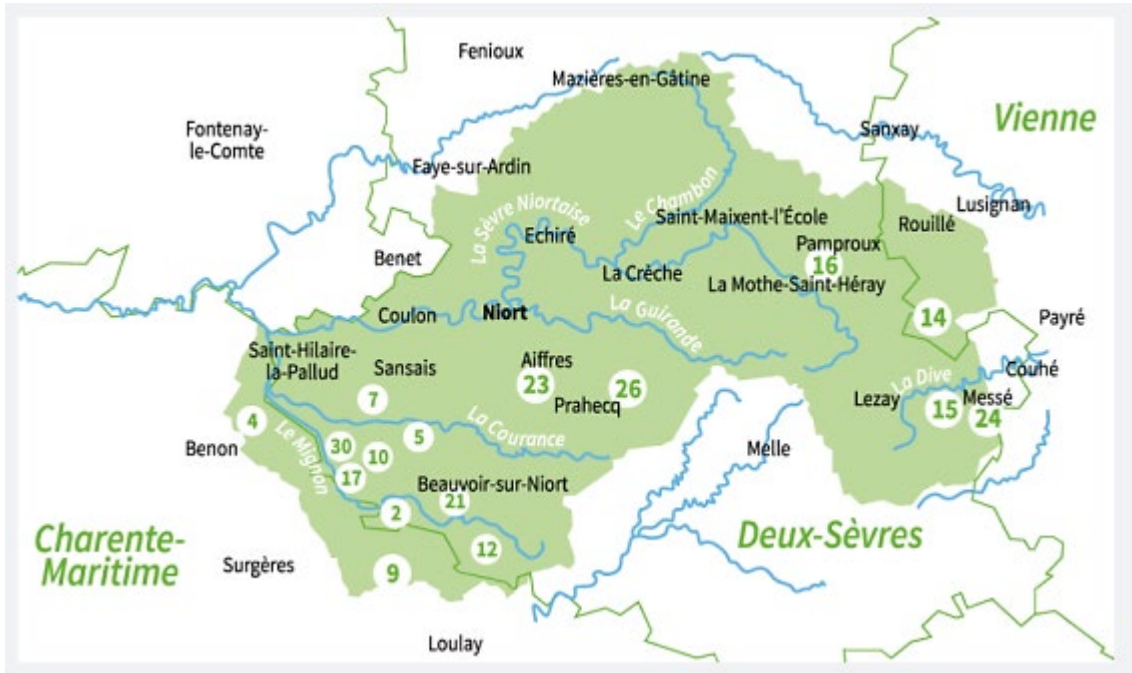 Fenioux
Mazières-en-Gâtine
Vienne
Fontenay-
le-Comte
Sanxay
Faye-sur-Ardin
Lusignan
La Sèvre Niortaise
Le Chambon
Saint-Maixent-l'École
Rouillé
Echiré
Pamproux
Benet
La Crèche
16
La Mothe-Saint-Héray
Coulon
Niort
La Guirande
14
Payré
Saint-Hilaire-
la-Pallud
Sansais
Aiffres
Couhé
23
26
La Dive
7
Prahecq
Lezay
15
Messé
24
4
Le Mignon
5
La Courance
Benon
30
10
Melle
17
Beauvoir-sur-Niort
21
2
Charente-
Maritime
Deux-Sèvres
12
Surgères
9
Loulay